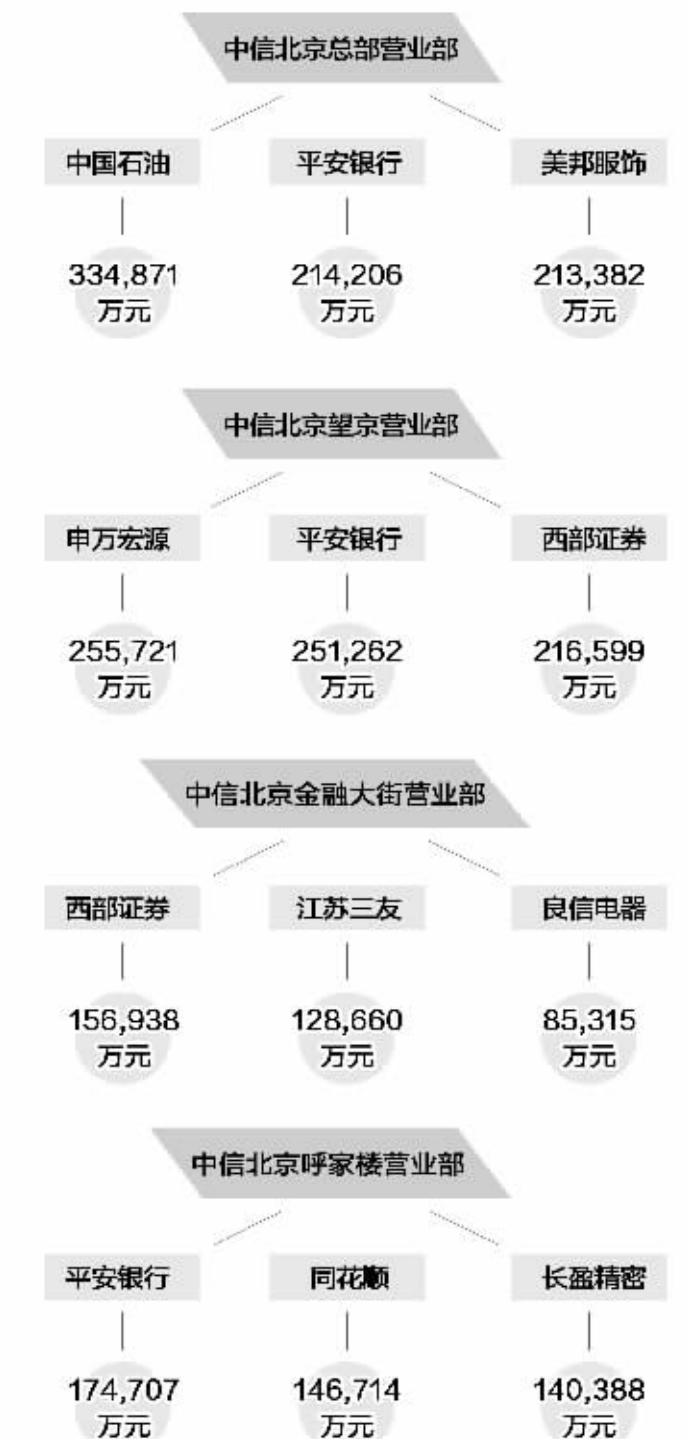 中信北京总部营业部
中国石油 平安银行 美邦服饰
334,871 214,206 213,382
万元 万元 万元
中信北京望京营业部
申万宏源 平安银行 西部证券
255,721 251,262 216,599
万元 万元 万元
中信北京金融大街营业部
西部证券 江苏三友 良信电器
156,938 128,660 85,315
万元 万元 万元
中信北京呼家楼营业部
平安银行 同花顺 长盈精密
174,707 146,714 140,388
万元 万元 万元